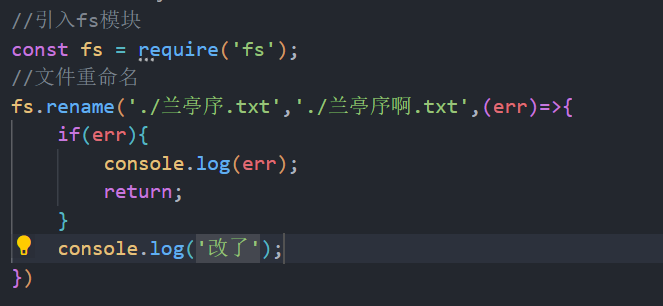 //引入fs模块
const fs = require('fs');
//文件重命名
fs.rename('./兰亭序.txt','./兰亭序啊.txt',(err)=>{
    if(err){
        console.log(err);
        return;
    }
    console.log('改了');
})